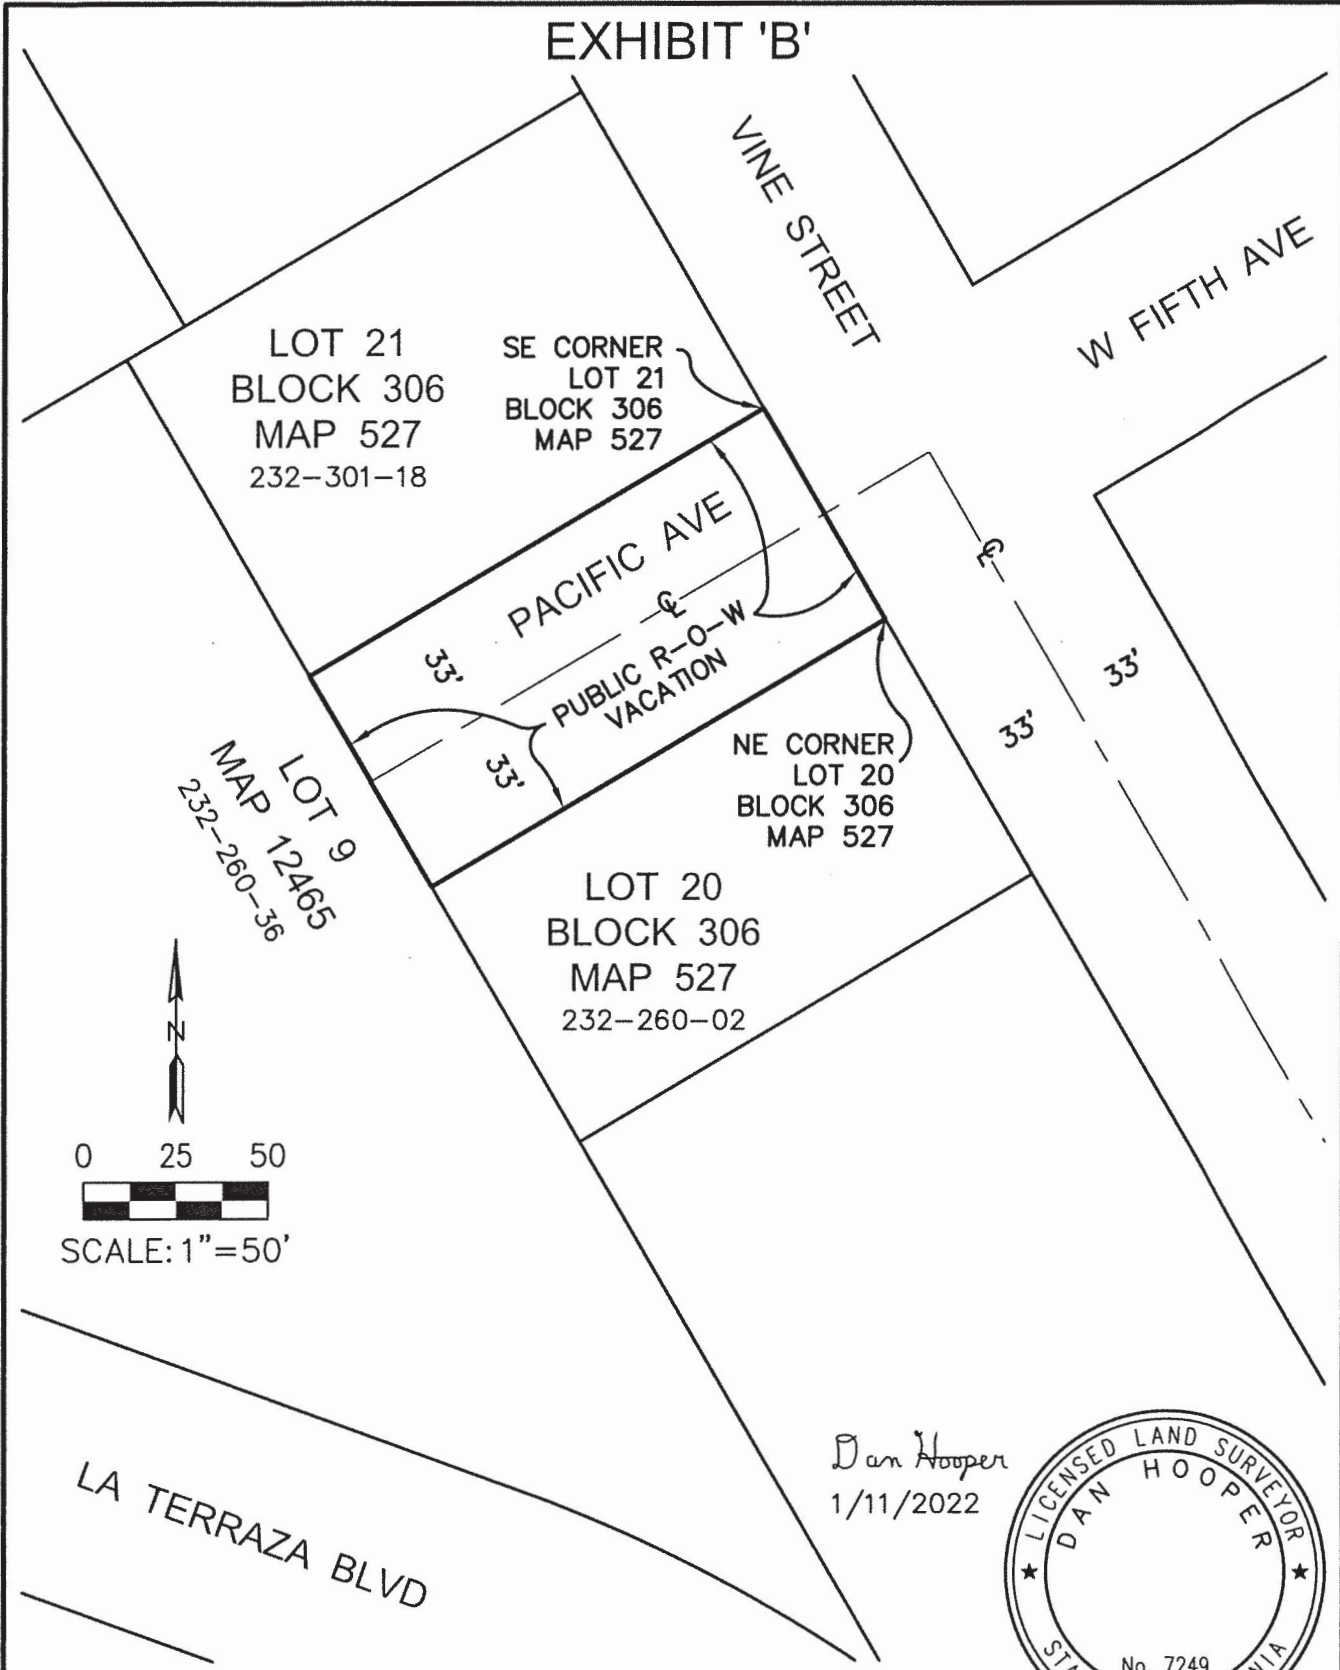 EXHIBIT 'B'
VINE STREET
W FIFTH AVE
LOT 21
BLOCK 306
MAP 527
232-301-18
SE CORNER
LOT 21
BLOCK 306
MAP 527
PACIFIC AVE
℄
℄
33'
PUBLIC R-O-W
VACATION
33'
33'
33'
NE CORNER
LOT 20
BLOCK 306
MAP 527
LOT 9
MAP 12465
232-260-36
LOT 20
BLOCK 306
MAP 527
232-260-02
N
0 25 50
SCALE: 1"=50'
LA TERRAZA BLVD
Dan Hooper
1/11/2022
LICENSED LAND SURVEYOR
DAN HOOPER
No. 7249